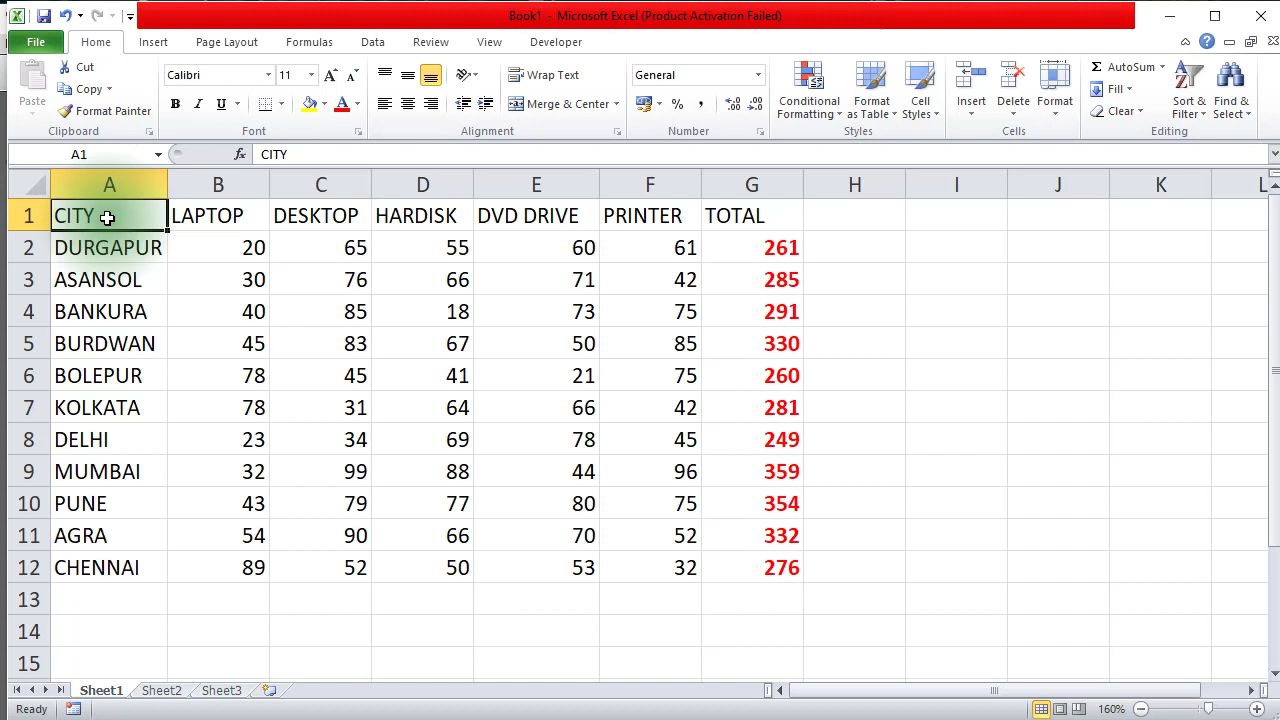 Book1 - Microsoft Excel (Product Activation Failed)
File Home Insert Page Layout Formulas Data Review View Developer
Paste Cut Copy Format Painter Clipboard
Calibri 11 B I U A A A Font
Wrap Text Merge & Center Alignment
General % , Number
Conditional Formatting Format as Table Cell Styles Styles
Insert Delete Format Cells
Σ AutoSum Fill Clear Sort & Filter Find & Select Editing
A1 fx CITY
A B C D E F G H I J K L
1 CITY LAPTOP DESKTOP HARDISK DVD DRIVE PRINTER TOTAL
2 DURGAPUR 20 65 55 60 61 261
3 ASANSOL 30 76 66 71 42 285
4 BANKURA 40 85 18 73 75 291
5 BURDWAN 45 83 67 50 85 330
6 BOLEPUR 78 45 41 21 75 260
7 KOLKATA 78 31 64 66 42 281
8 DELHI 23 34 69 78 45 249
9 MUMBAI 32 99 88 44 96 359
10 PUNE 43 79 77 80 75 354
11 AGRA 54 90 66 70 52 332
12 CHENNAI 89 52 50 53 32 276
13
14
15
Sheet1 Sheet2 Sheet3
Ready 160%